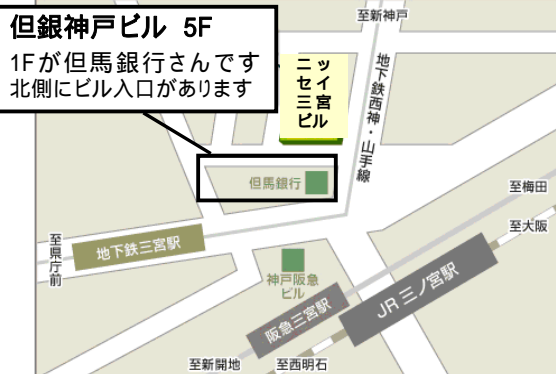 但銀神戸ビル 5F
1Fが但馬銀行さんです
北側にビル入口があります
至新神戸
ニッ
セイ
三宮
ビル
地下鉄西神・山手線
但馬銀行
至梅田
至大阪
至県庁前
地下鉄三宮駅
神戸阪急
ビル
JR三ノ宮駅
阪急三宮駅
至新開地
至西明石